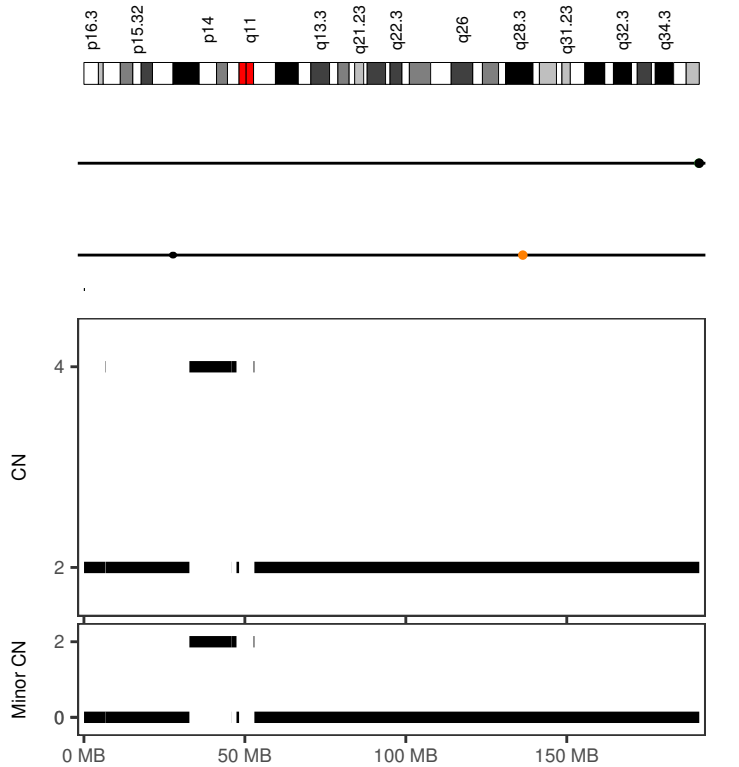 p16.3 p15.32 p14 q11 q13.3 q21.23 q22.3 q26 q28.3 q31.23 q32.3 q34.3
CN
4
2
Minor CN
2
0
0 MB 50 MB 100 MB 150 MB